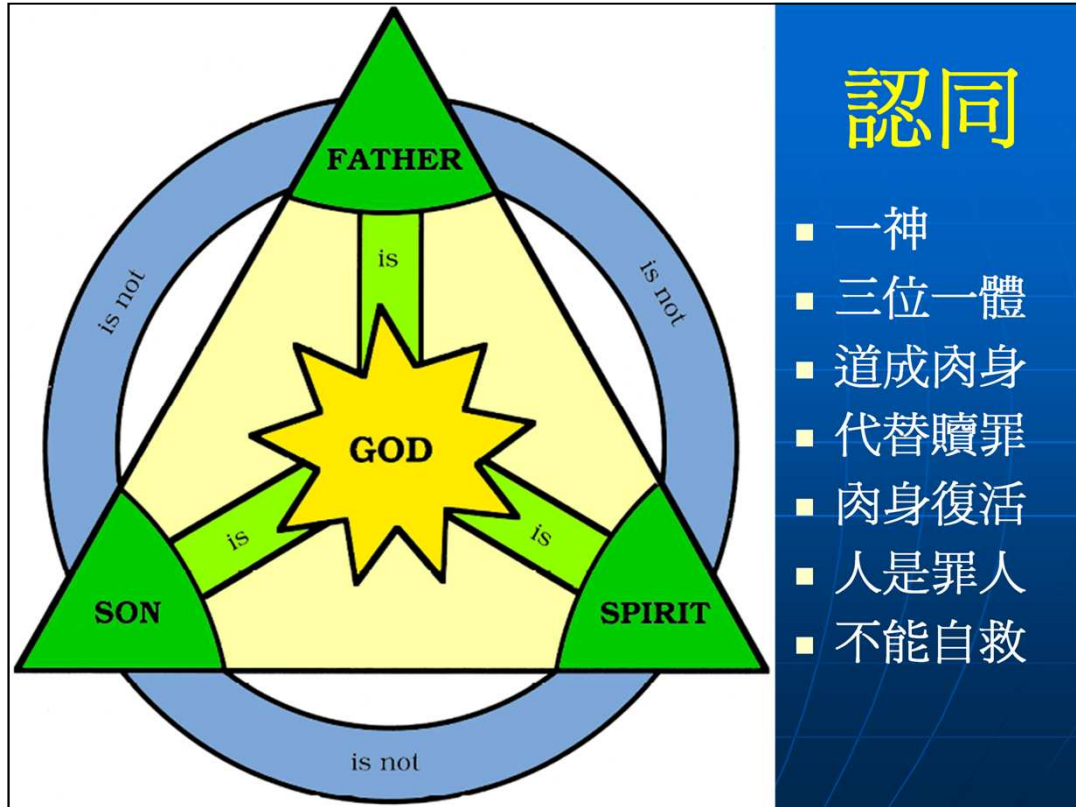 FATHER
is
is not
is not
GOD
is
is
SON
SPIRIT
is not
認同
一神
三位一體
道成肉身
代替贖罪
肉身復活
人是罪人
不能自救